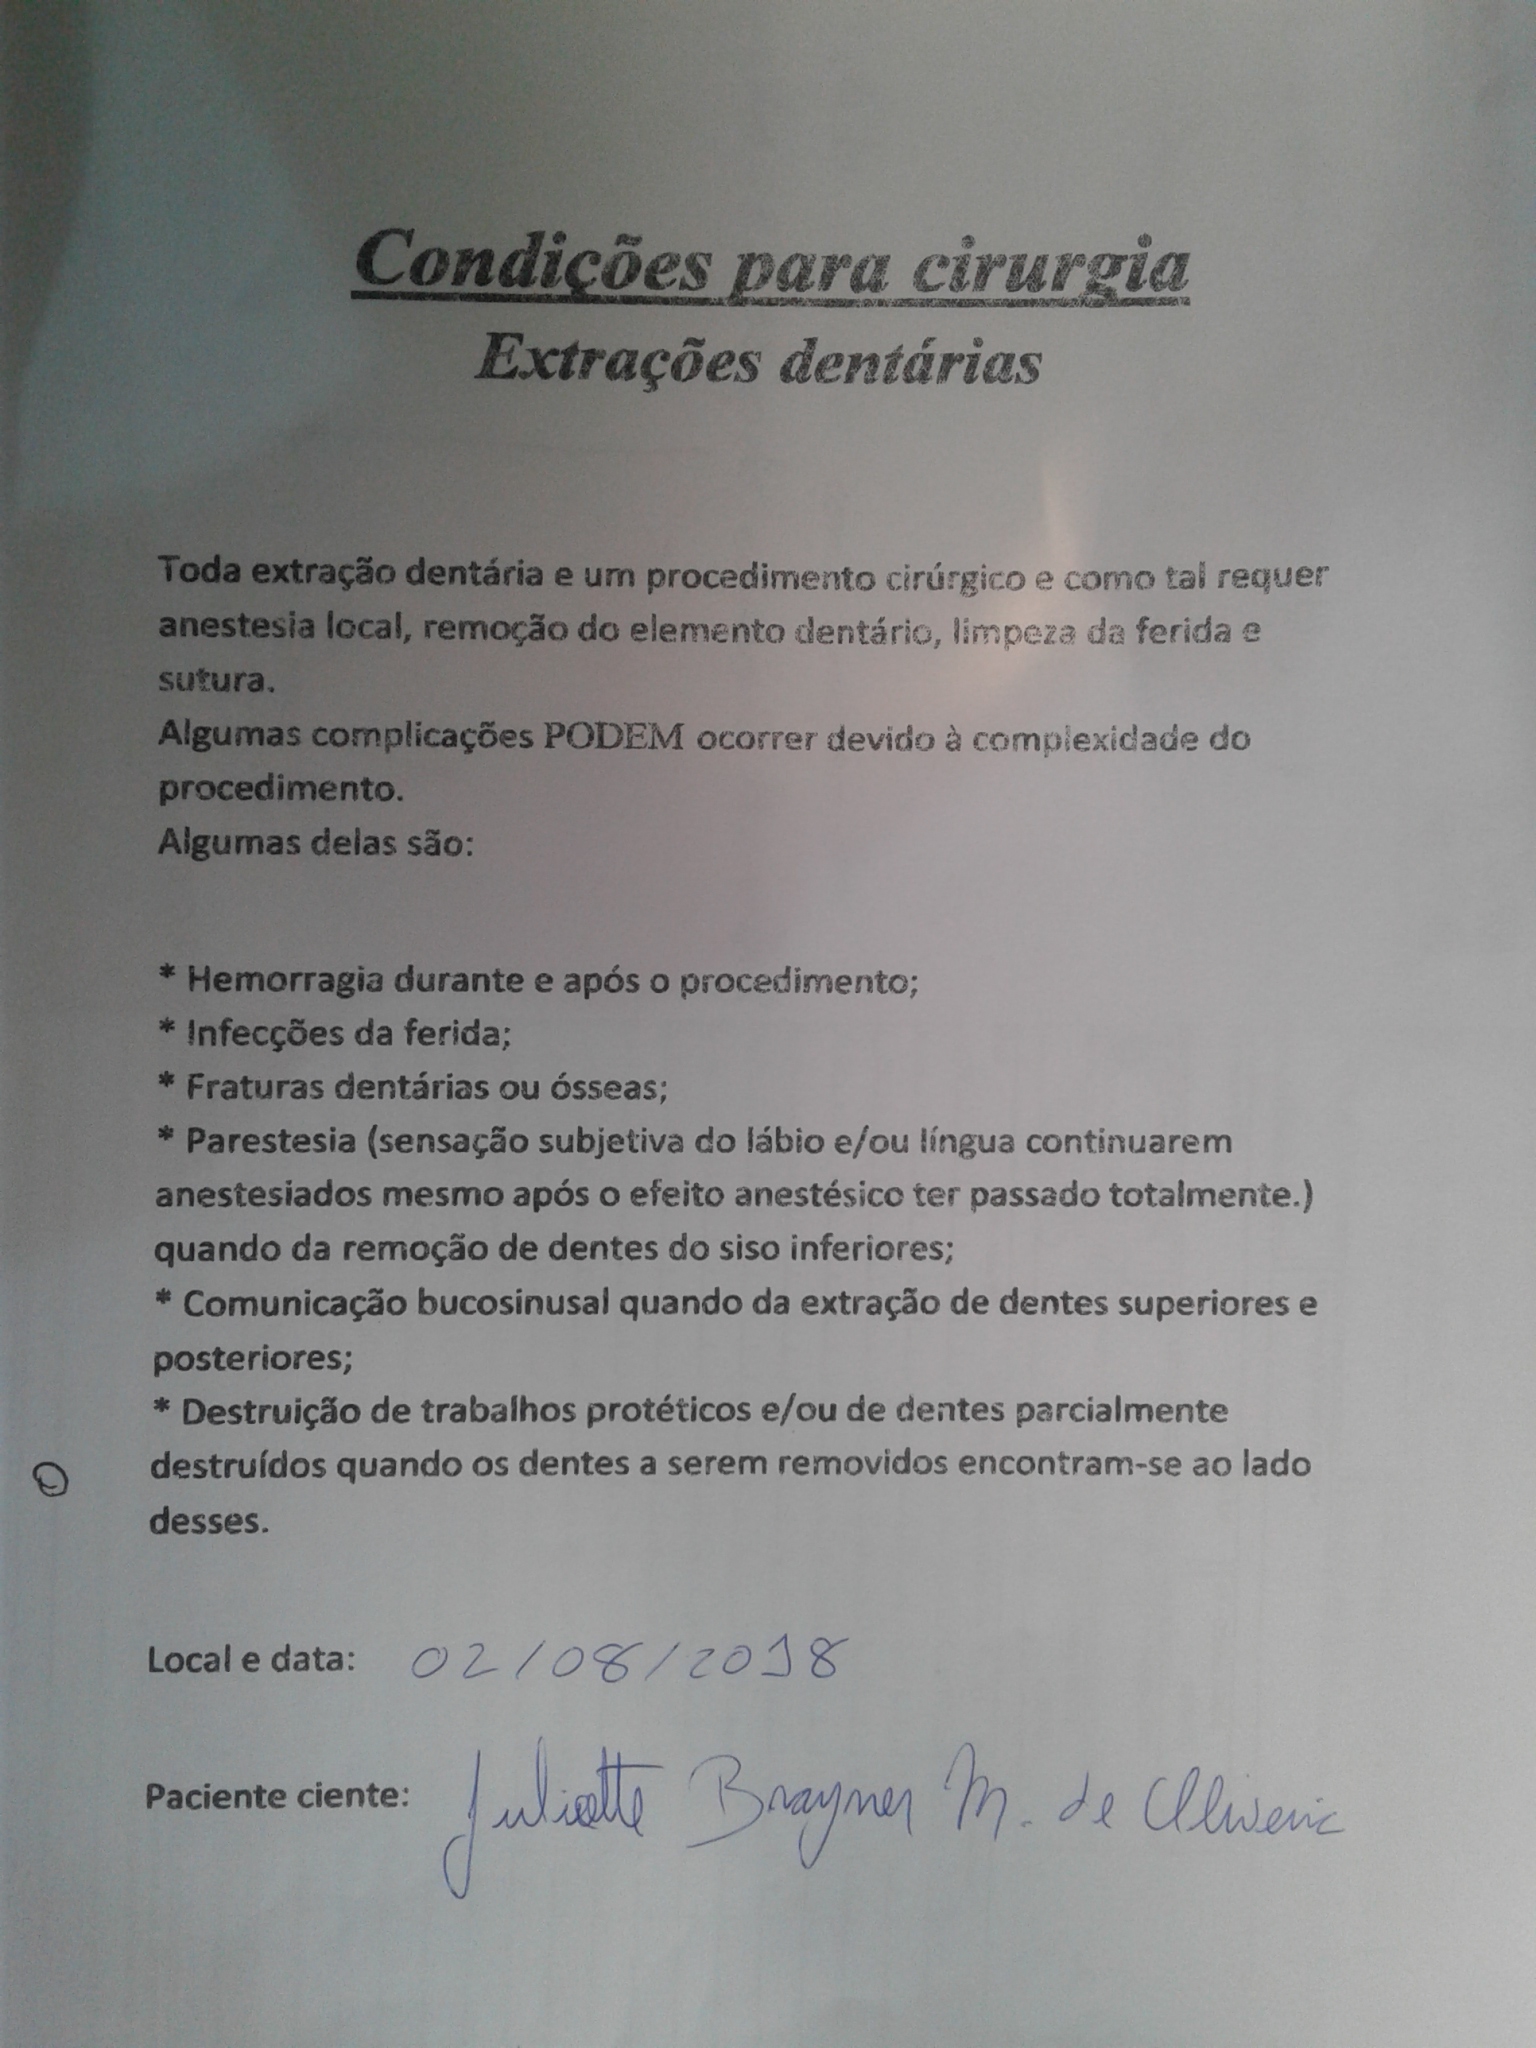 Condições para cirurgia
Extrações dentárias
Toda extração dentária e um procedimento cirúrgico e como tal requer
anestesia local, remoção do elemento dentário, limpeza da ferida e
sutura.
Algumas complicações PODEM ocorrer devido à complexidade do
procedimento.
Algumas delas são:
* Hemorragia durante e após o procedimento;
* Infecções da ferida;
* Fraturas dentárias ou ósseas;
* Parestesia (sensação subjetiva do lábio e/ou língua continuarem
anestesiados mesmo após o efeito anestésico ter passado totalmente.)
quando da remoção de dentes do siso inferiores;
* Comunicação bucosinusal quando da extração de dentes superiores e
posteriores;
* Destruição de trabalhos protéticos e/ou de dentes parcialmente
destruídos quando os dentes a serem removidos encontram-se ao lado
desses.
Local e data: 02/08/2018
Paciente ciente: Juliette Brayner M. de Oliveira